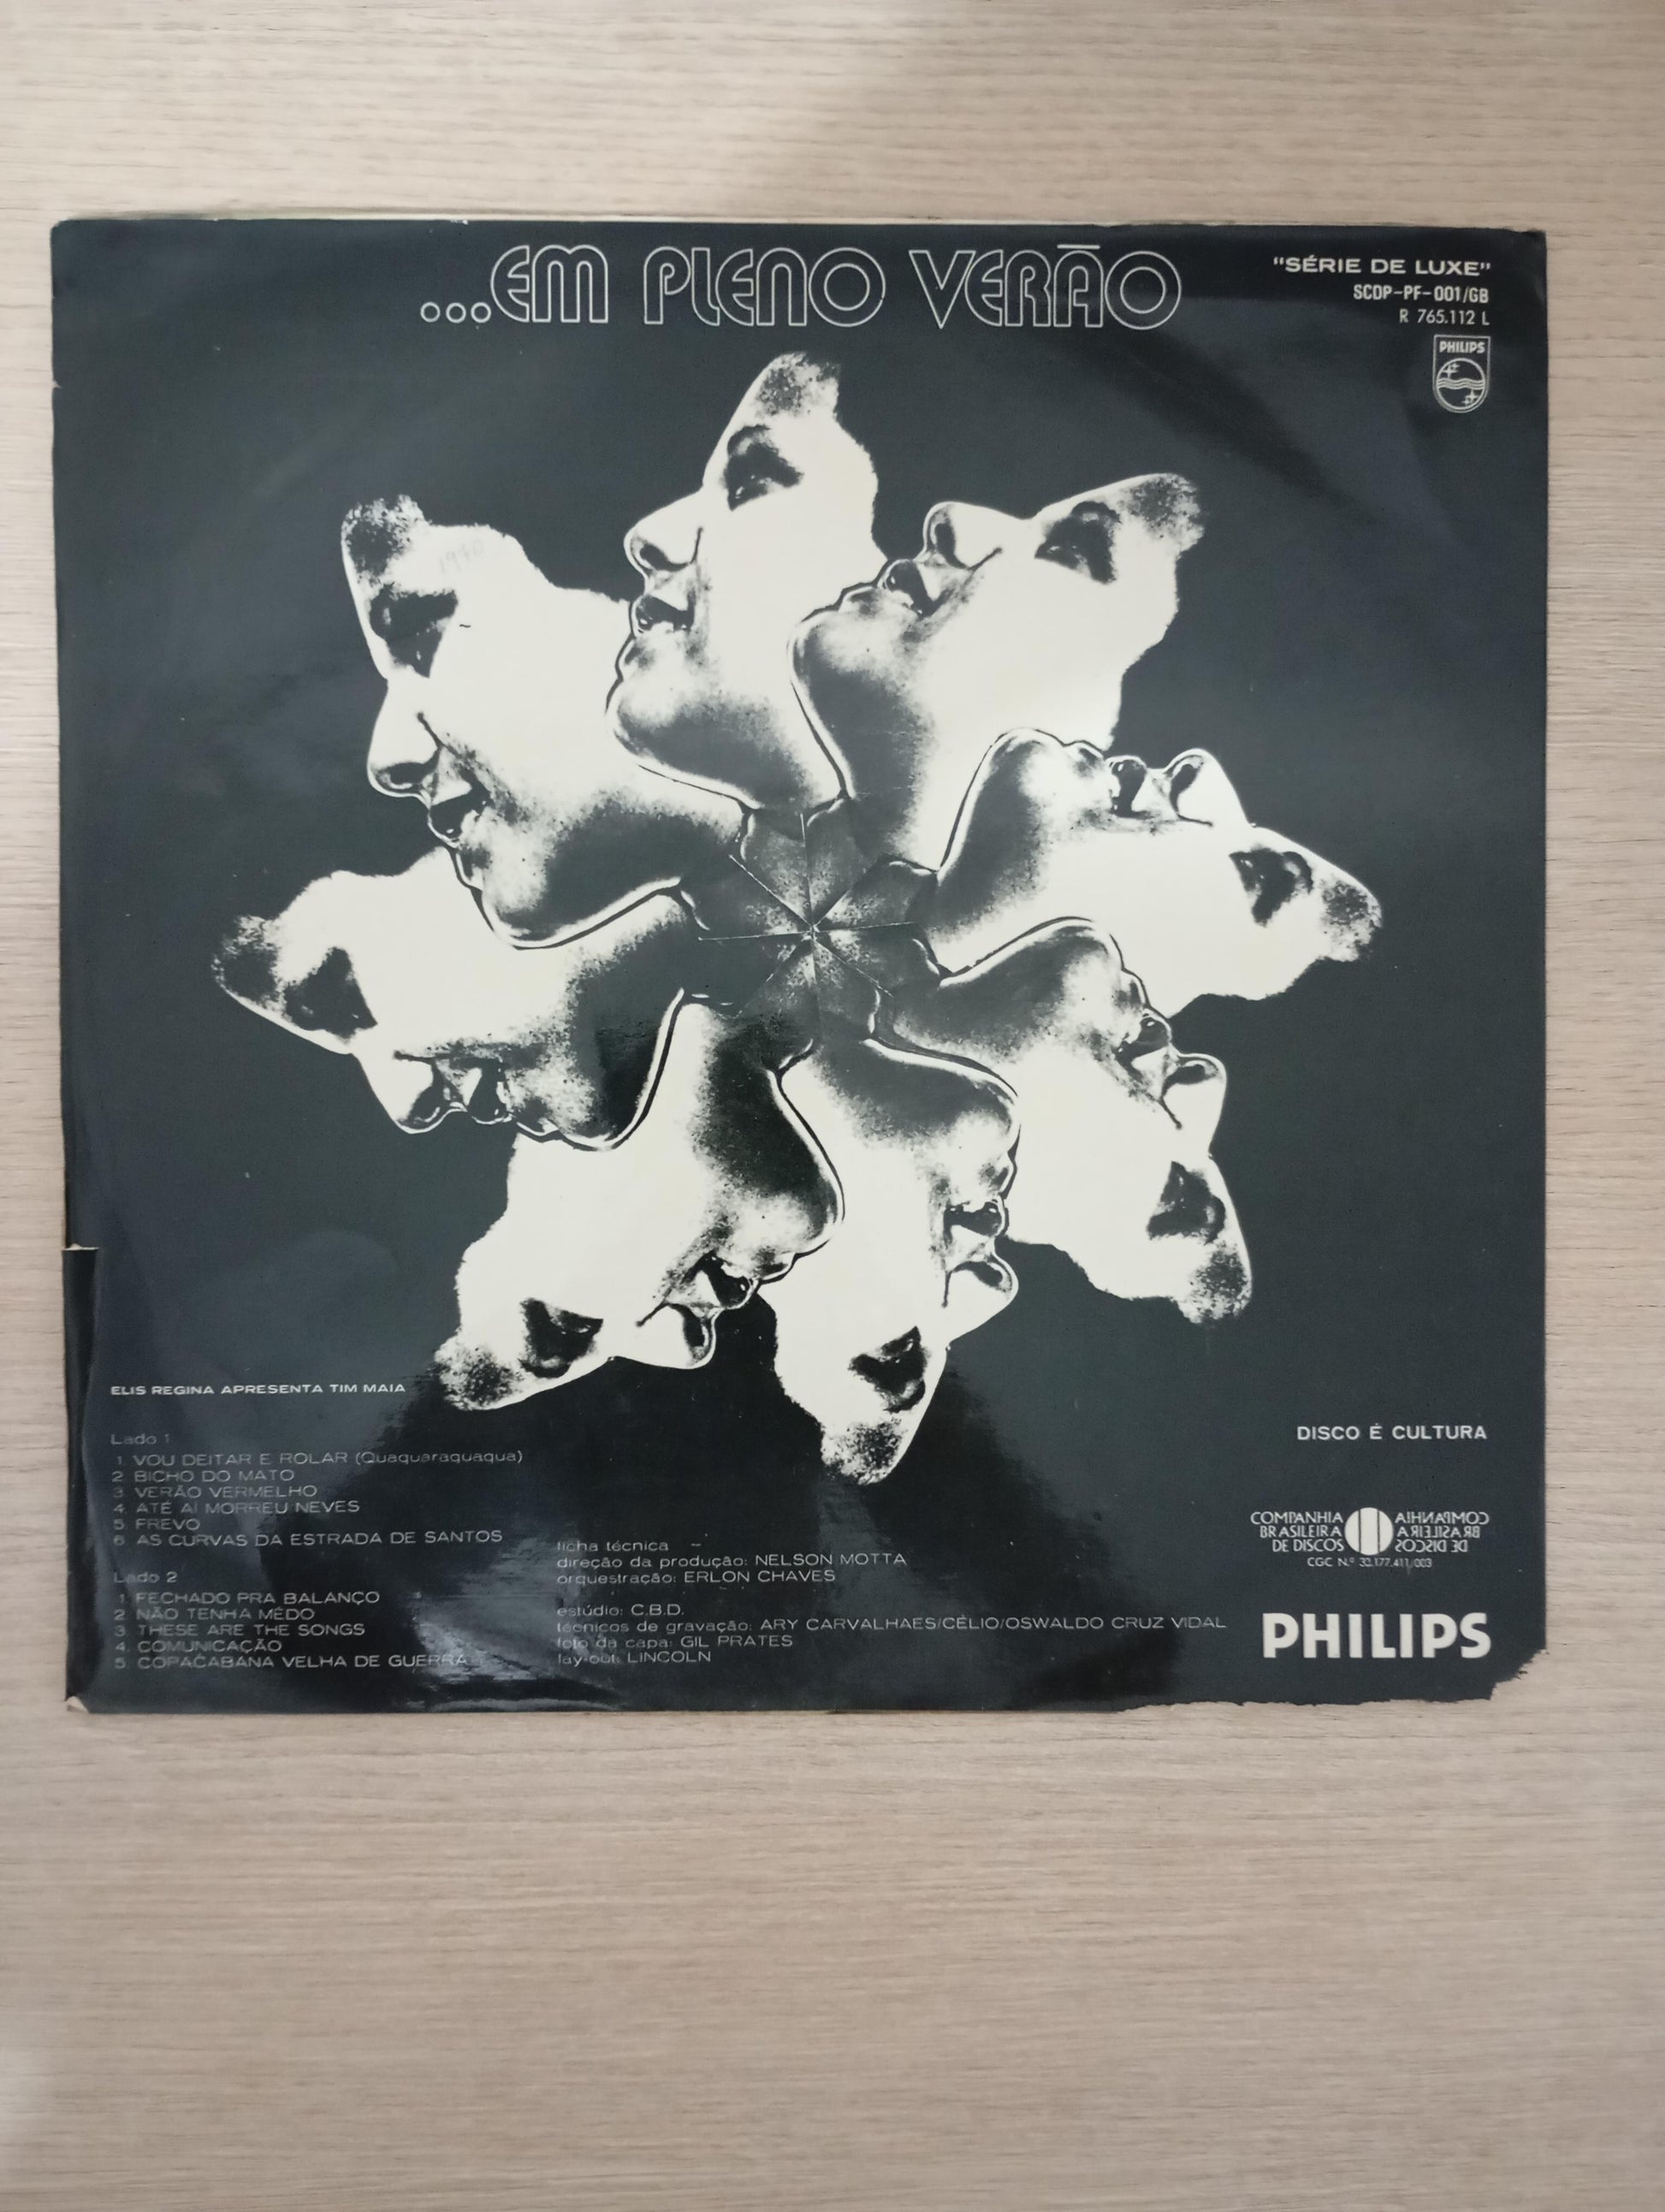 ...EM PLENO VERÃO
"SÉRIE DE LUXE"
SCDP-PF-001/GB
R 765.112 L
PHILIPS
1970
ELIS REGINA APRESENTA TIM MAIA
Lado 1
1 VOU DEITAR E ROLAR (Quaquaraquaqua)
2 BICHO DO MATO
3 VERÃO VERMELHO
4. ATÉ AÍ MORREU NEVES
5. FREVO
6. AS CURVAS DA ESTRADA DE SANTOS
Lado 2
1. FECHADO PRA BALANÇO
2. NÃO TENHA MÊDO
3. THESE ARE THE SONGS
4. COMUNICAÇÃO
5. COPACABANA VELHA DE GUERRA
ficha técnica
direção da produção: NELSON MOTTA
orquestração: ERLON CHAVES
estúdio: C.B.D.
técnicos de gravação: ARY CARVALHAES/CÉLIO/OSWALDO CRUZ VIDAL
foto da capa: GIL PRATES
lay-out: LINCOLN
DISCO É CULTURA
COMPANHIA COMPANHIA
BRASILEIRA BRASILEIRA
DE DISCOS DE DISCOS
CGC N.º 33.177.411/003
PHILIPS